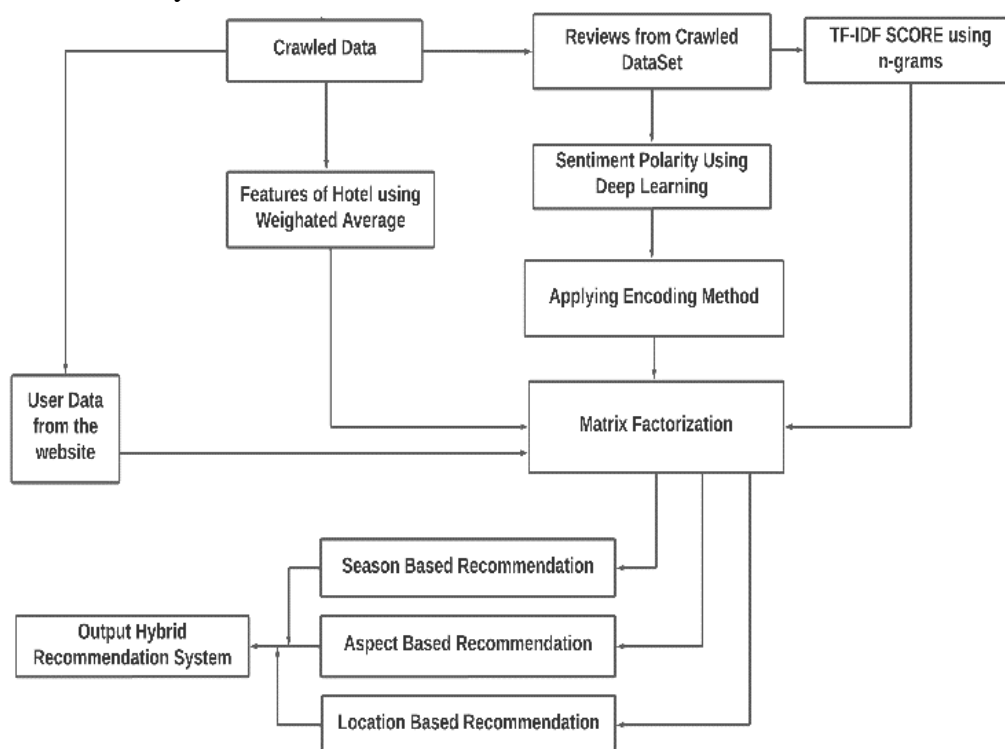 Crawled Data
Reviews from Crawled
DataSet
TF-IDF SCORE using
n-grams
Sentiment Polarity Using
Deep Learning
Features of Hotel using
Weighated Average
Applying Encoding Method
User Data
from the
website
Matrix Factorization
Season Based Recommendation
Output Hybrid
Recommendation System
Aspect Based Recommendation
Location Based Recommendation